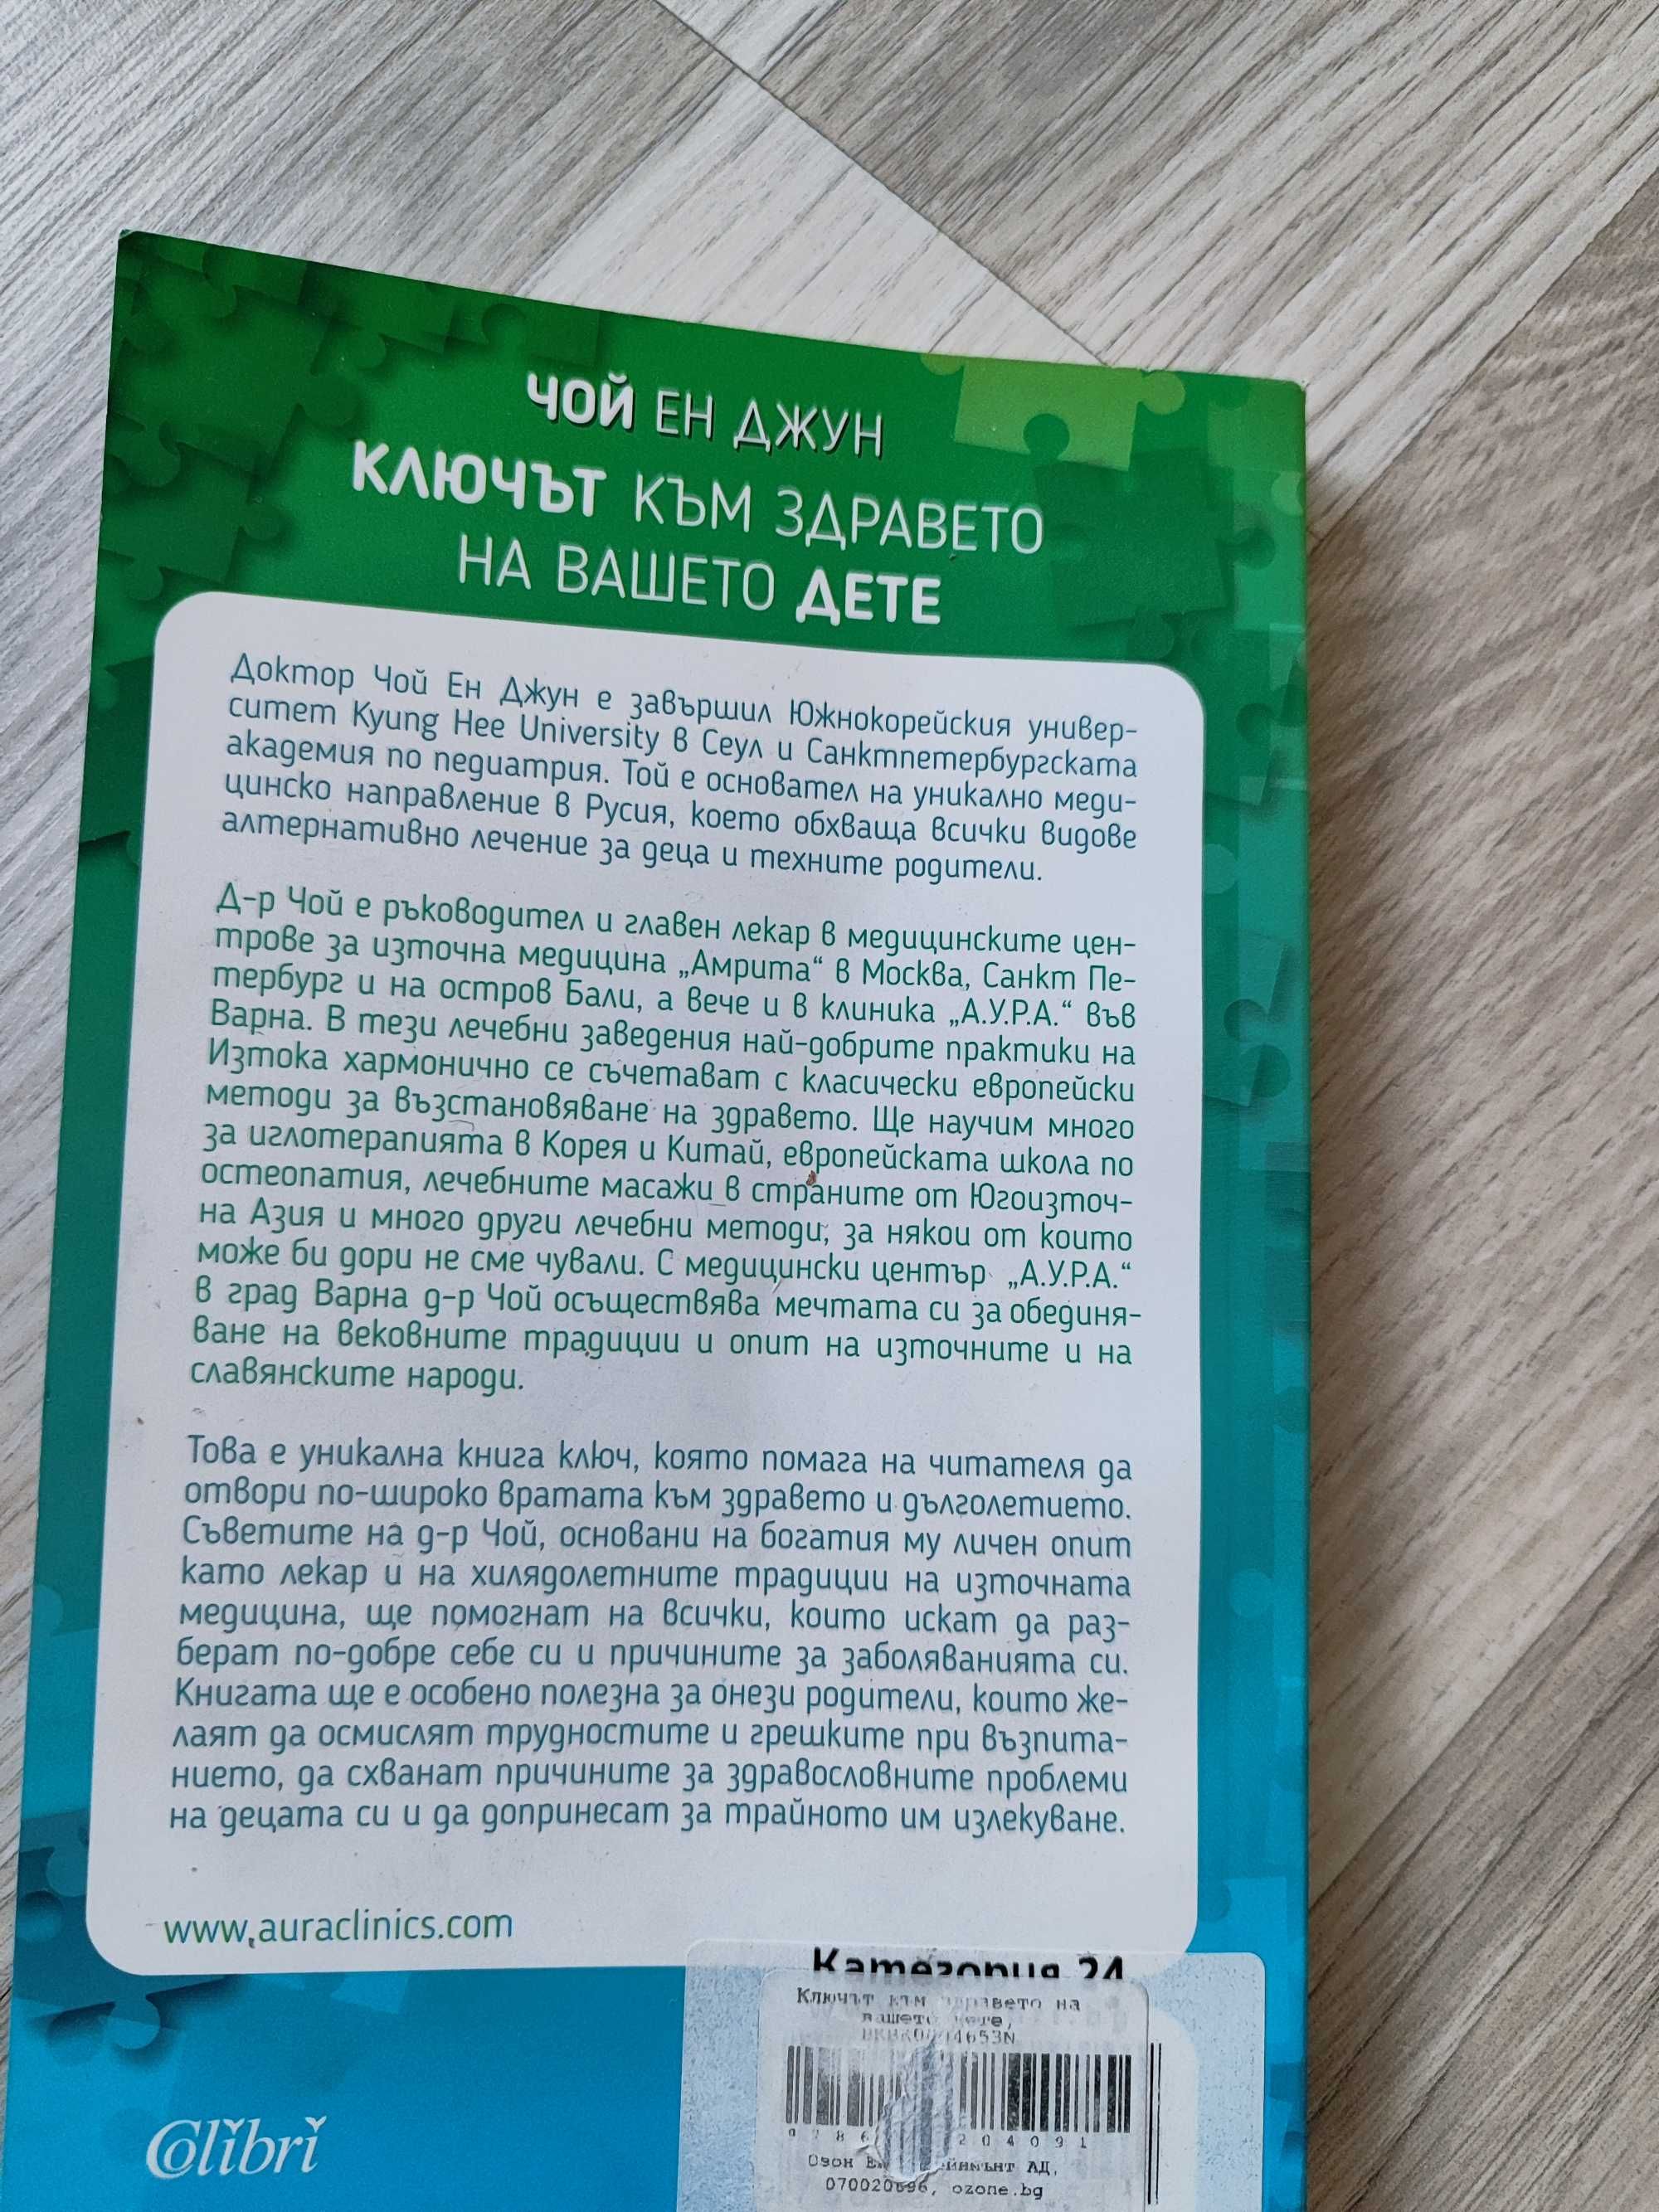 ЧОЙ ЕН ДЖУН
КЛЮЧЪТ КЪМ ЗДРАВЕТО
НА ВАШЕТО ДЕТЕ
Доктор Чой Ен Джун е завършил Южнокорейския универ-
ситет Kyung Hee University в Сеул и Санктпетербургската
академия по педиатрия. Той е основател на уникално меди-
цинско направление в Русия, което обхваща всички видове
алтернативно лечение за деца и техните родители.
Д-р Чой е ръководител и главен лекар в медицинските цен-
трове за източна медицина „Амрита“ в Москва, Санкт Пе-
тербург и на остров Бали, а вече и в клиника „А.У.Р.А.“ във
Варна. В тези лечебни заведения най-добрите практики на
Изтока хармонично се съчетават с класически европейски
методи за възстановяване на здравето. Ще научим много
за иглотерапията в Корея и Китай, европейската школа по
остеопатия, лечебните масажи в страните от Югоизточ-
на Азия и много други лечебни методи, за някои от които
може би дори не сме чували. С медицински център „А.У.Р.А.“
в град Варна д-р Чой осъществява мечтата си за обединя-
ване на вековните традиции и опит на източните и на
славянските народи.
Това е уникална книга ключ, която помага на читателя да
отвори по-широко вратата към здравето и дълголетието.
Съветите на д-р Чой, основани на богатия му личен опит
като лекар и на хилядолетните традиции на източната
медицина, ще помогнат на всички, които искат да раз-
берат по-добре себе си и причините за заболяванията си.
Книгата ще е особено полезна за онези родители, които же-
лаят да осмислят трудностите и грешките при възпита-
нието, да схванат причините за здравословните проблеми
на децата си и да допринесат за трайното им излекуване.
www.auraclinics.com
Категория 24
Ключът към здравето на
вашето дете,
204091
Озон АД,
ozone.bg
Colibri